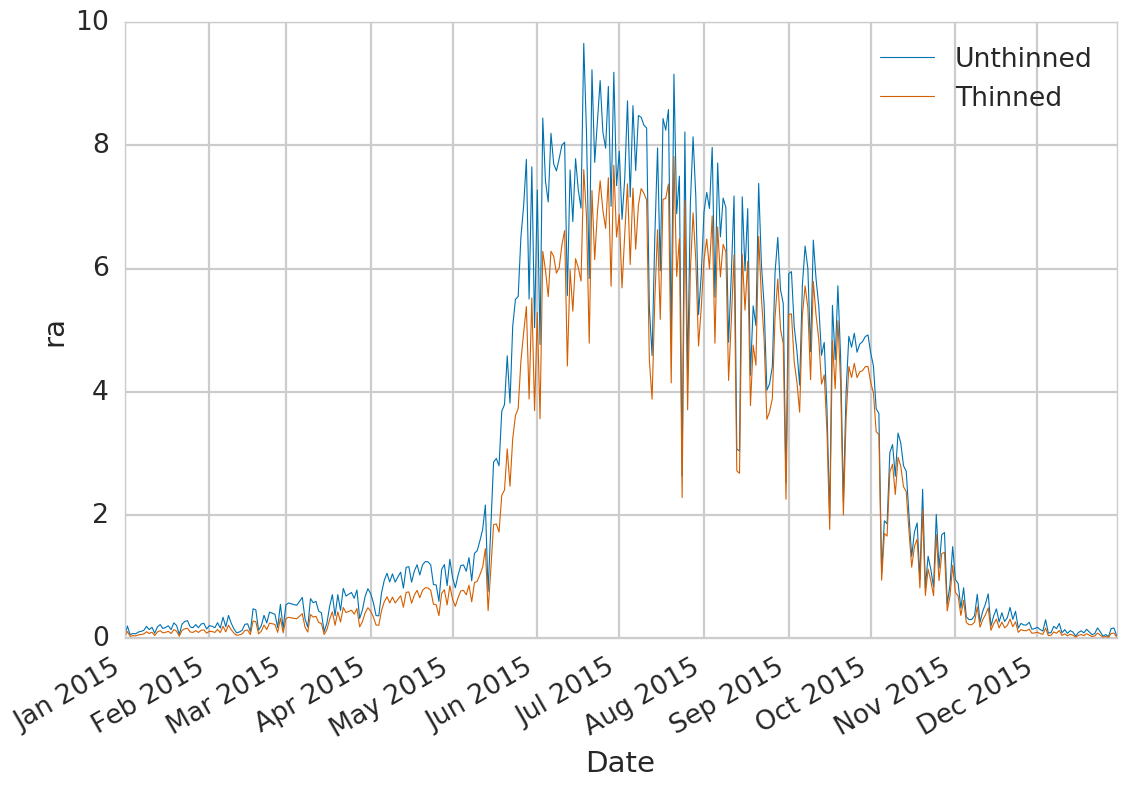 10
8
6
4
2
0
ra
Unthinned
Thinned
Jan 2015
Feb 2015
Mar 2015
Apr 2015
May 2015
Jun 2015
Jul 2015
Aug 2015
Sep 2015
Oct 2015
Nov 2015
Dec 2015
Date